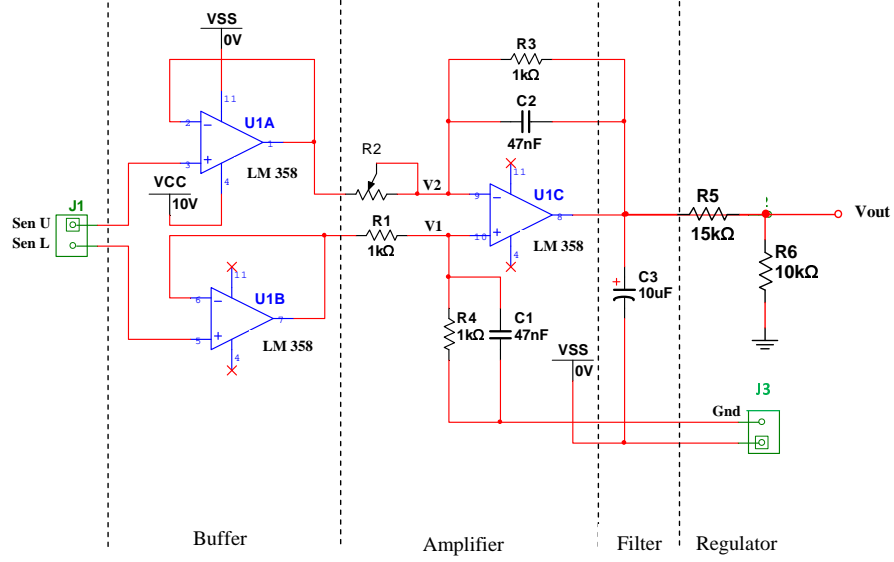 VSS
0V
11
2
U1A
1
3
LM 358
4
VCC
10V
J1
Sen U
Sen L
11
6
U1B
7
5
LM 358
4
R2
R1
1kΩ
R3
1kΩ
C2
47nF
V2
V1
11
9
U1C
8
10
LM 358
4
R4
1kΩ
C1
47nF
C3
10uF
VSS
0V
R5
15kΩ
Vout
R6
10kΩ
J3
Gnd
Buffer
Amplifier
Filter
Regulator